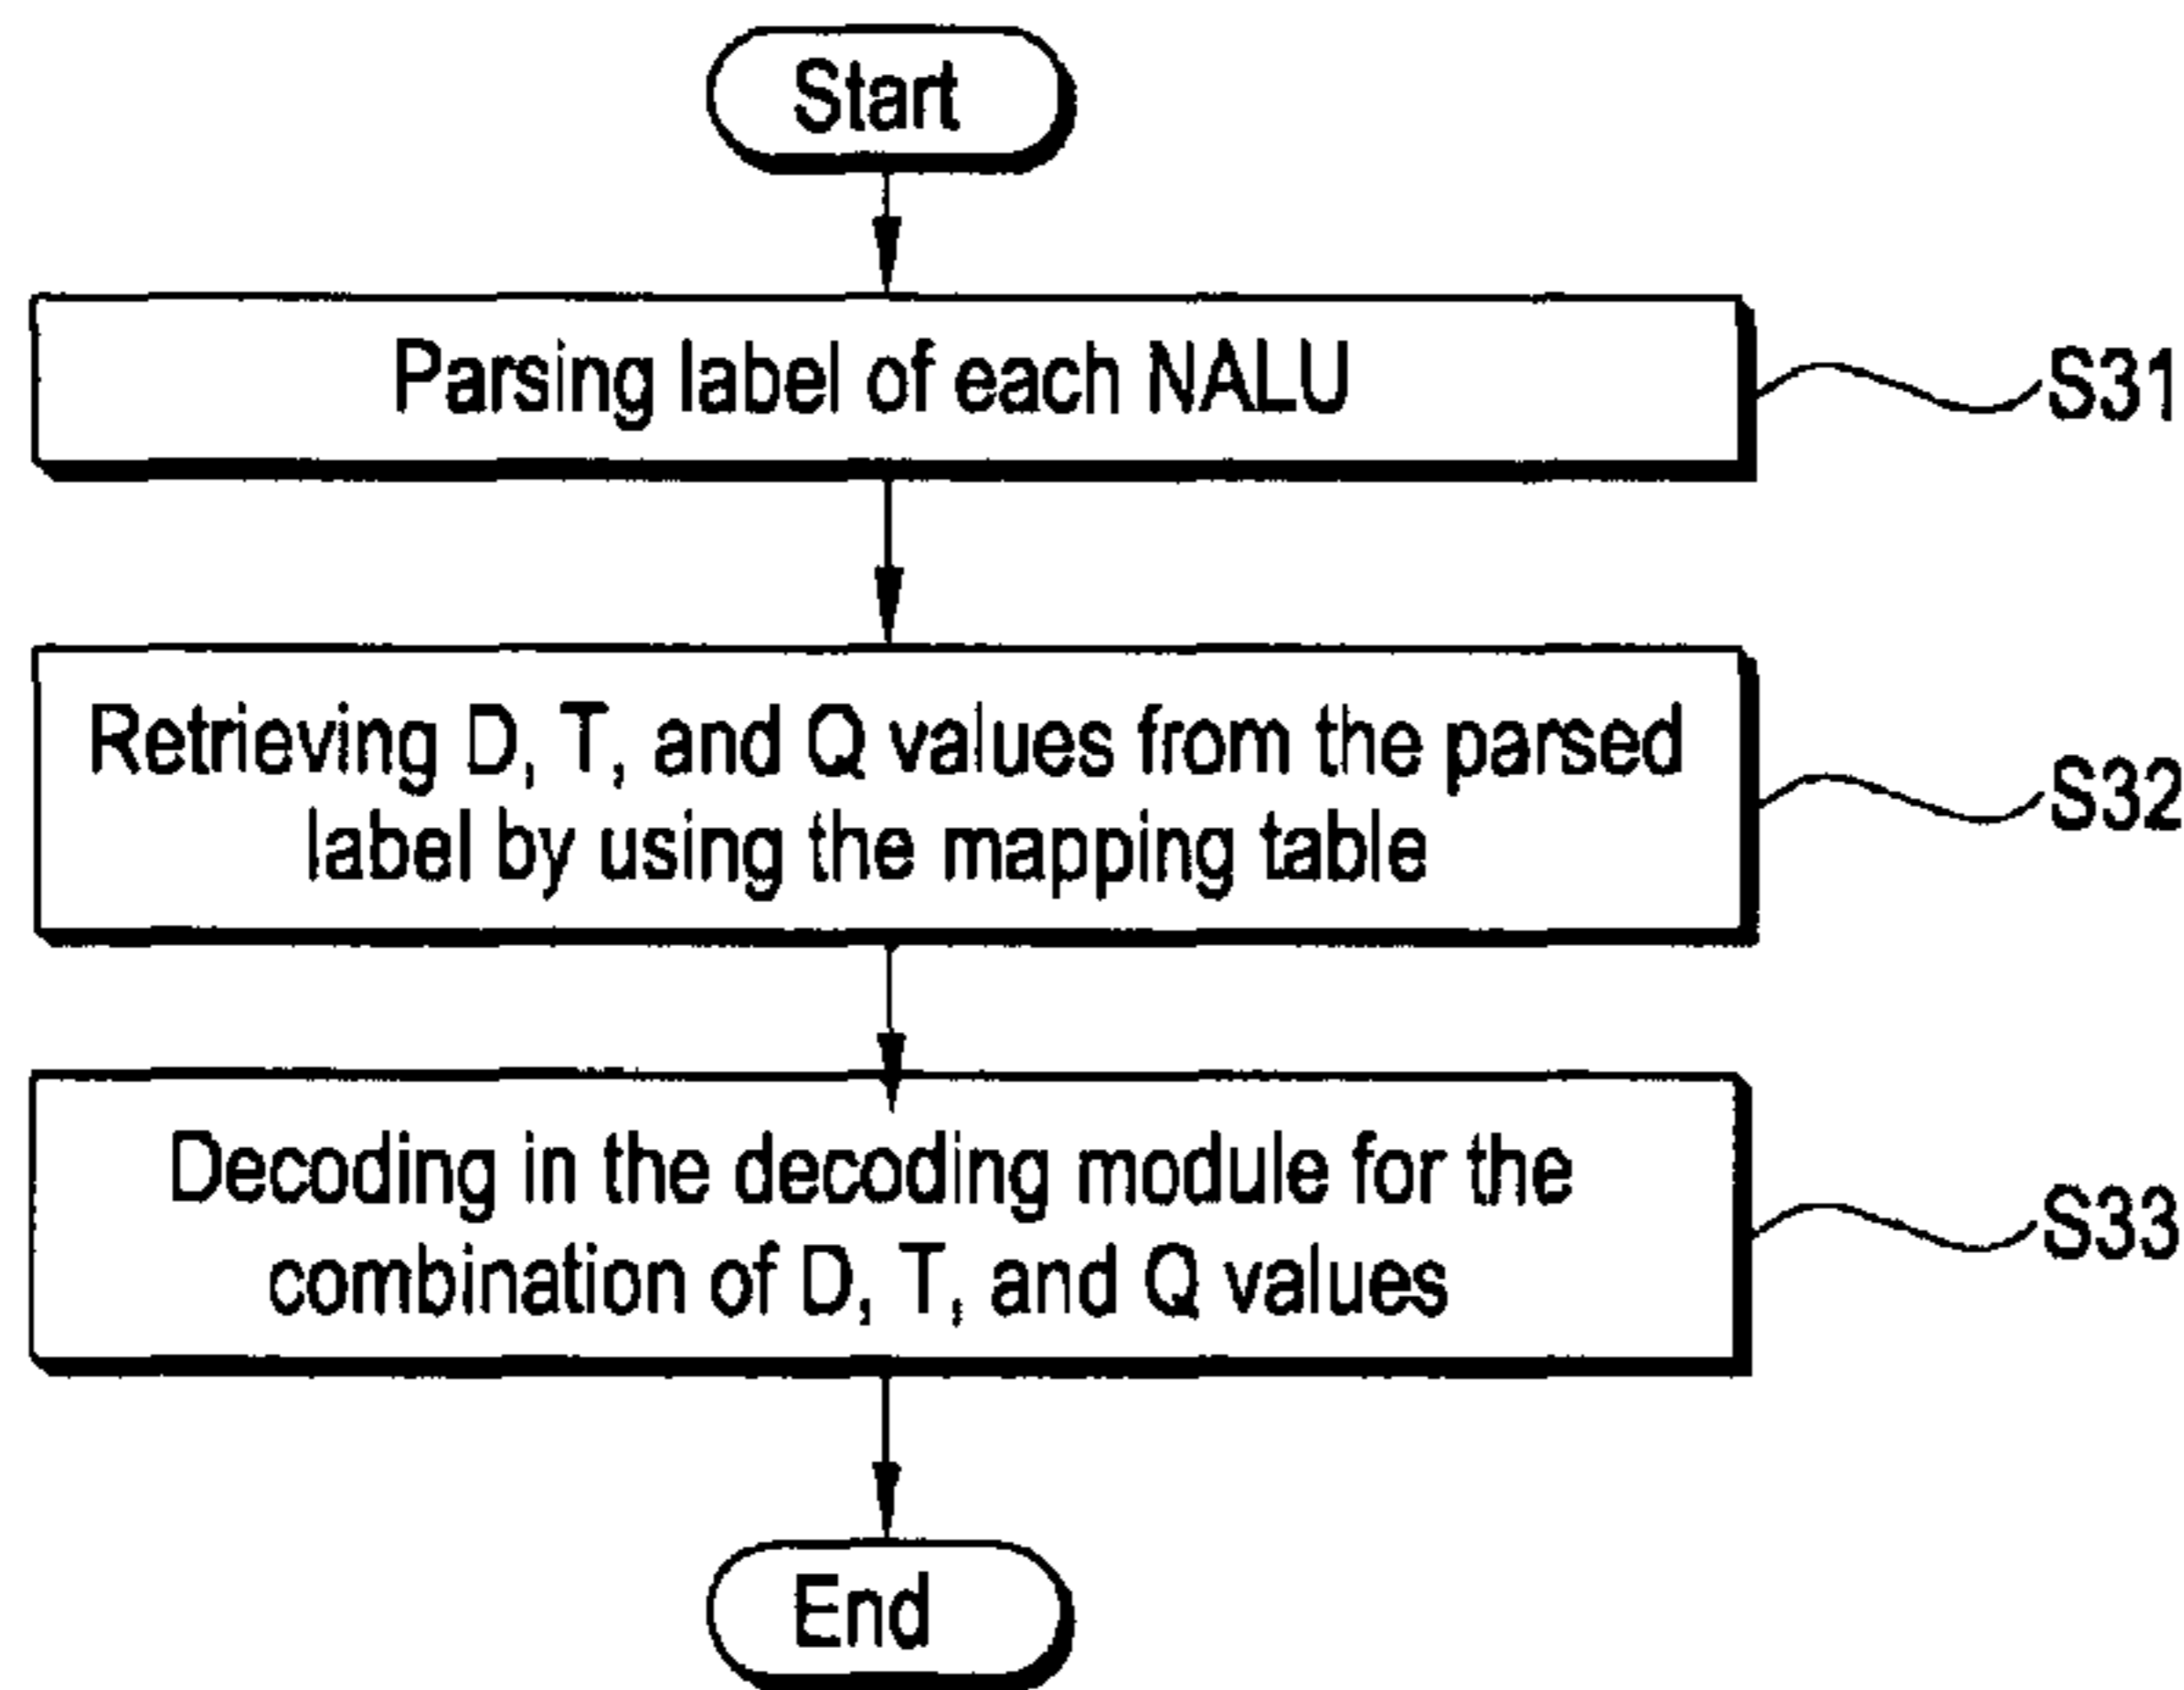 Start
Parsing label of each NALU
S31
Retrieving D, T, and Q values from the parsed
label by using the mapping table
S32
Decoding in the decoding module for the
combination of D, T, and Q values
S33
End